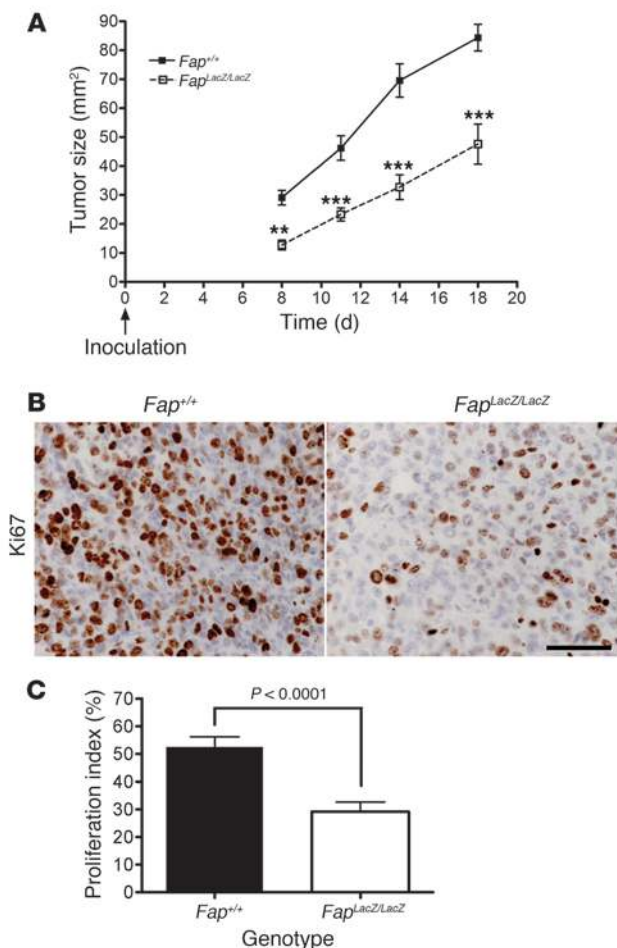 A
90
80
70
60
50
40
30
20
10
0
Tumor size (mm²)
Fap+/+
FapLacZ/LacZ
**
***
***
***
0 2 4 6 8 10 12 14 16 18 20
Time (d)
Inoculation
B
Fap+/+ FapLacZ/LacZ
Ki67
C
70
60
50
40
30
20
10
0
Proliferation index (%)
P < 0.0001
Fap+/+ FapLacZ/LacZ
Genotype